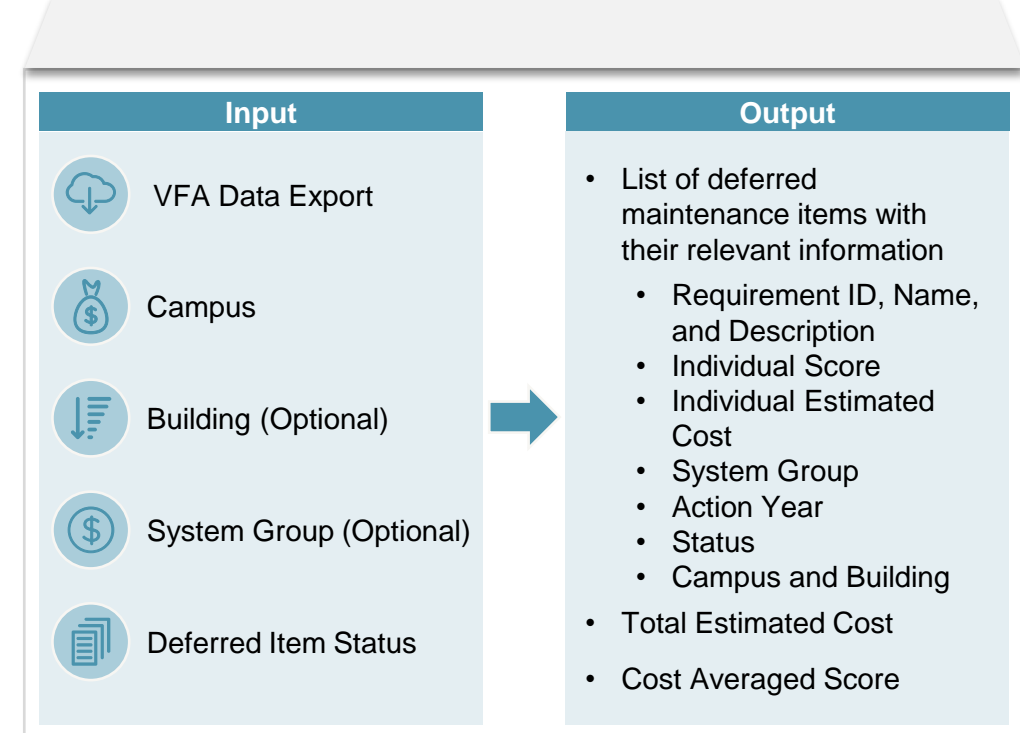 Input
VFA Data Export
Campus
Building (Optional)
System Group (Optional)
Deferred Item Status
Output
• List of deferred
maintenance items with
their relevant information
• Requirement ID, Name,
and Description
• Individual Score
• Individual Estimated
Cost
• System Group
• Action Year
• Status
• Campus and Building
• Total Estimated Cost
• Cost Averaged Score